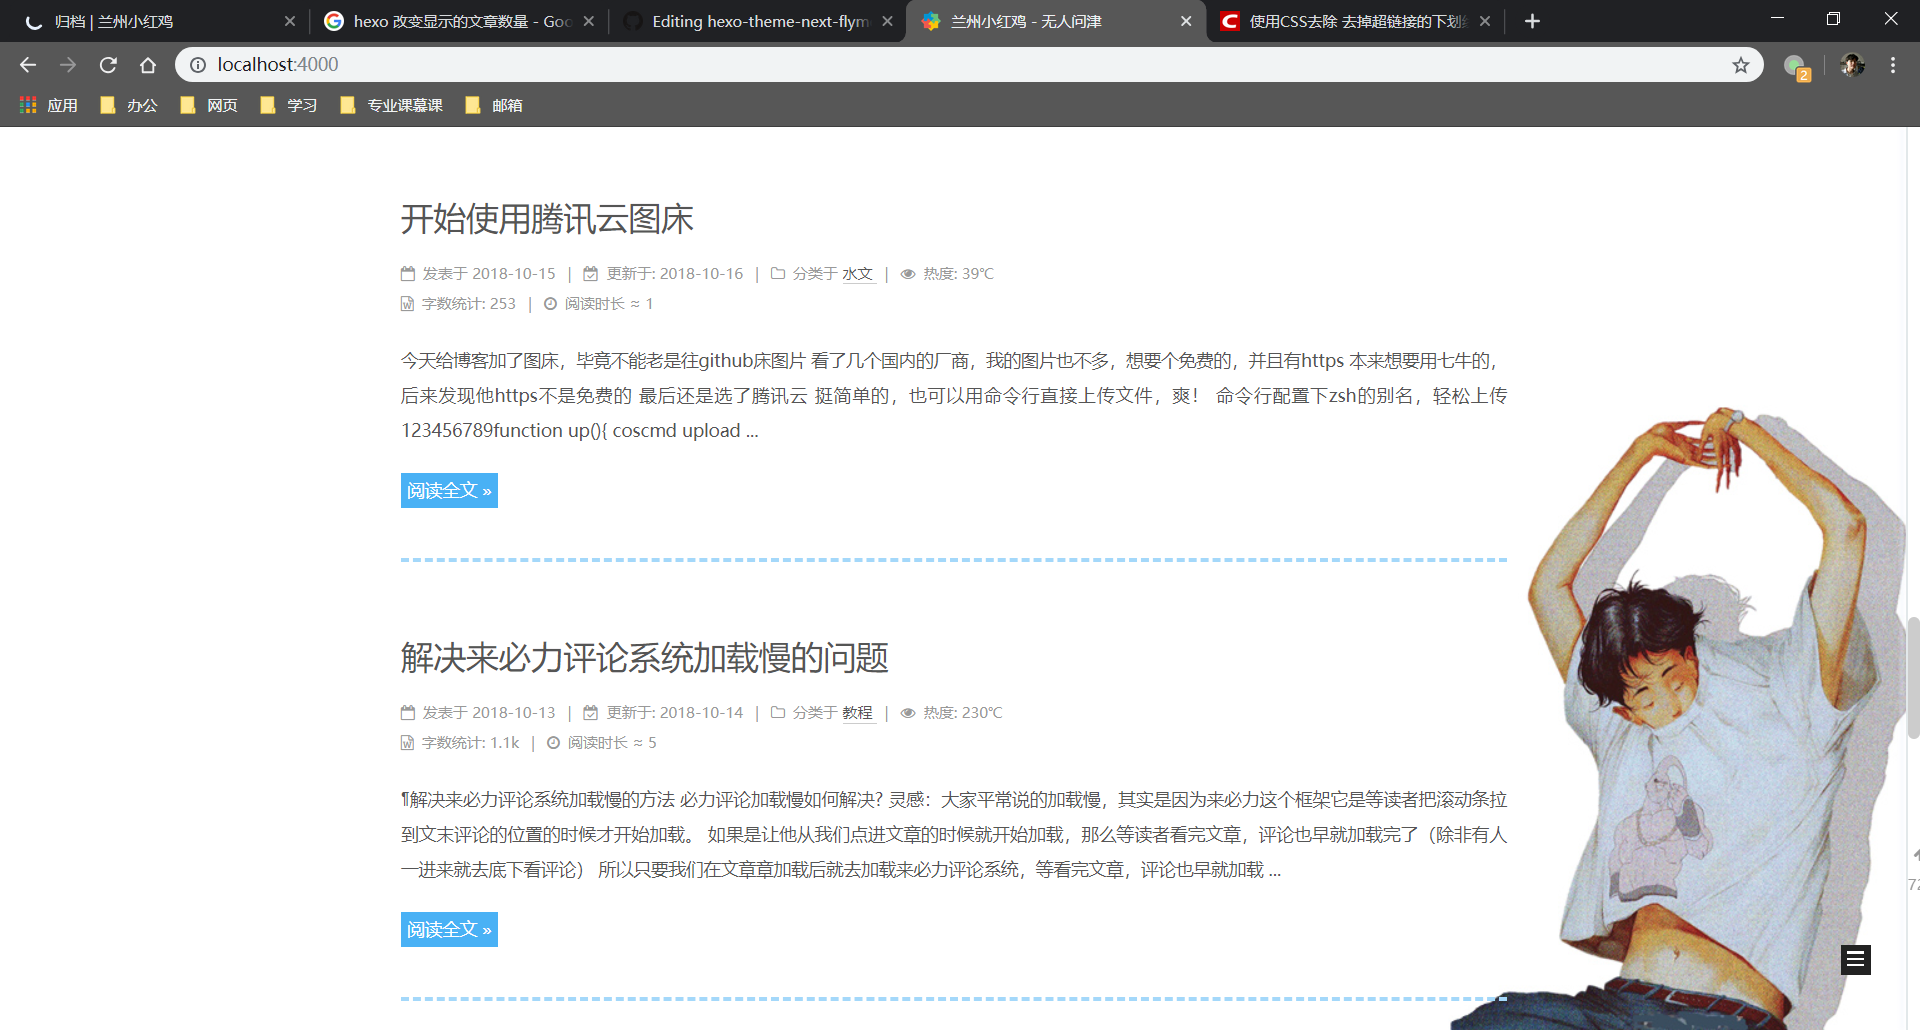 归档 | 兰州小红鸡
hexo 改变显示的文章数量 - Goo
Editing hexo-theme-next-flym
兰州小红鸡 - 无人问津
使用CSS去除 去掉超链接的下划
localhost:4000
2
应用
办公
网页
学习
专业课慕课
邮箱
开始使用腾讯云图床
发表于 2018-10-15 | 更新于: 2018-10-16 | 分类于 水文 | 热度: 39℃
字数统计: 253 | 阅读时长 ≈ 1
今天给博客加了图床，毕竟不能老是往github床图片 看了几个国内的厂商，我的图片也不多，想要个免费的，并且有https 本来想要用七牛的，
后来发现他https不是免费的 最后还是选了腾讯云 挺简单的，也可以用命令行直接上传文件，爽！ 命令行配置下zsh的别名，轻松上传
123456789function up(){ coscmd upload ...
阅读全文 »
解决来必力评论系统加载慢的问题
发表于 2018-10-13 | 更新于: 2018-10-14 | 分类于 教程 | 热度: 230℃
字数统计: 1.1k | 阅读时长 ≈ 5
¶解决来必力评论系统加载慢的方法 必力评论加载慢如何解决? 灵感：大家平常说的加载慢，其实是因为来必力这个框架它是等读者把滚动条拉
到文末评论的位置的时候才开始加载。 如果是让他从我们点进文章的时候就开始加载，那么等读者看完文章，评论也早就加载完了（除非有人
一进来就去底下看评论） 所以只要我们在文章章加载后就去加载来必力评论系统，等看完文章，评论也早就加载 ...
阅读全文 »